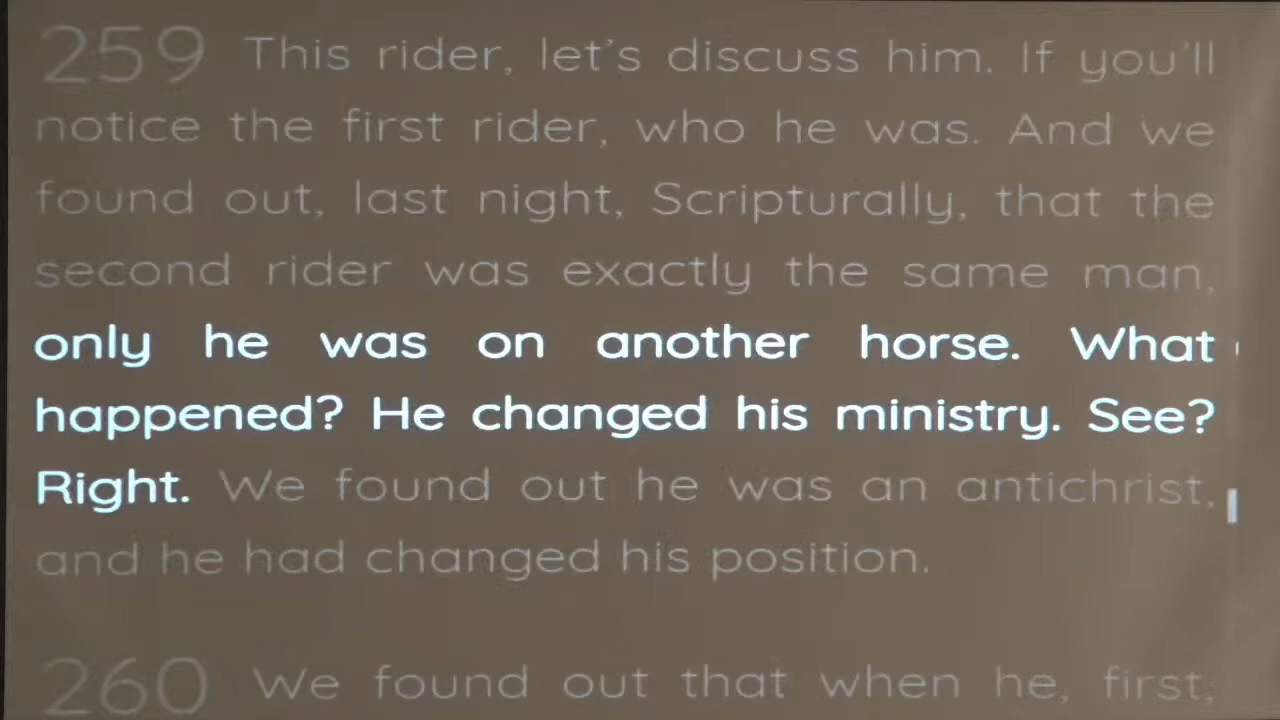 259 This rider, let's discuss him. If you'll
notice the first rider, who he was. And we
found out, last night, Scripturally, that the
second rider was exactly the same man,
only he was on another horse. What
happened? He changed his ministry. See?
Right. We found out he was an antichrist,
and he had changed his position.
260 We found out that when he, first,